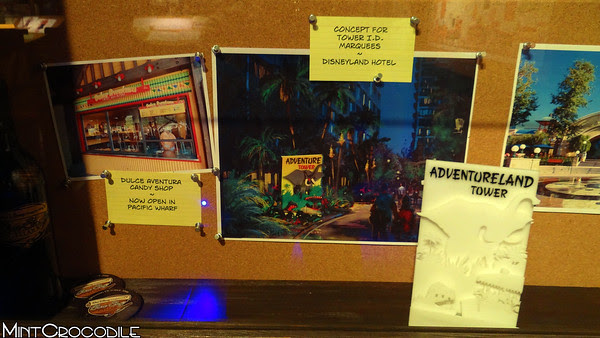 CONCEPT FOR
TOWER I.D.
MARQUEES
~
DISNEYLAND HOTEL
DULCE AVENTURA
CANDY SHOP
~
NOW OPEN IN
PACIFIC WHARF
ADVENTURE
TOWER
ADVENTURELAND
TOWER
MINTCROCODILE